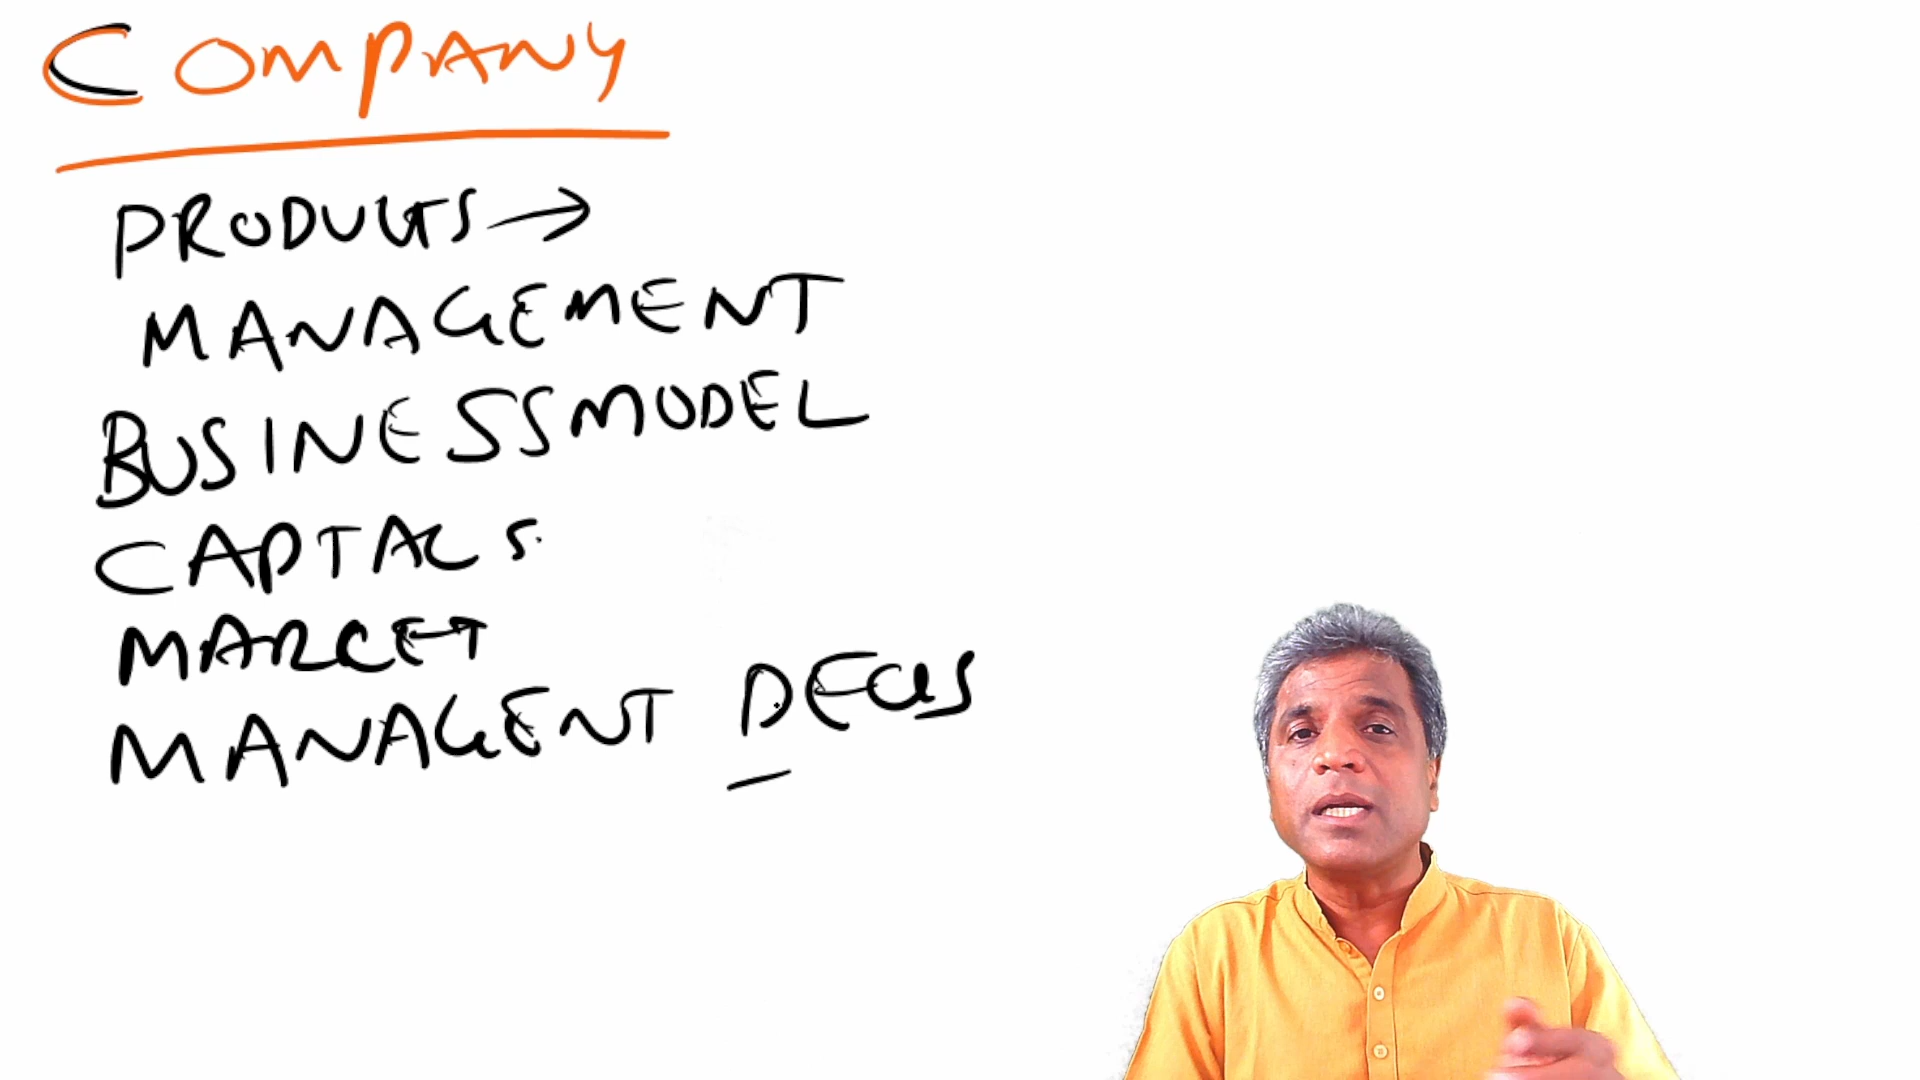 COMPANY
PRODUCTS →
MANAGEMENT
BUSINESSMODEL
CAPTALS
MARCET
MANAGENT DECIS